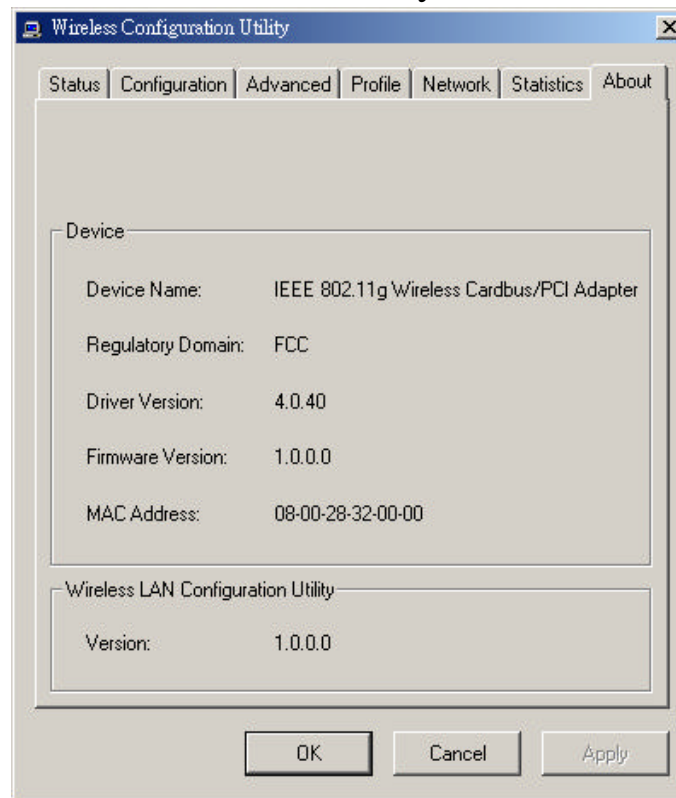 Wireless Configuration Utility
Status Configuration Advanced Profile Network Statistics About
Device
Device Name: IEEE 802.11g Wireless Cardbus/PCI Adapter
Regulatory Domain: FCC
Driver Version: 4.0.40
Firmware Version: 1.0.0.0
MAC Address: 08-00-28-32-00-00
Wireless LAN Configuration Utility
Version: 1.0.0.0
OK Cancel Apply